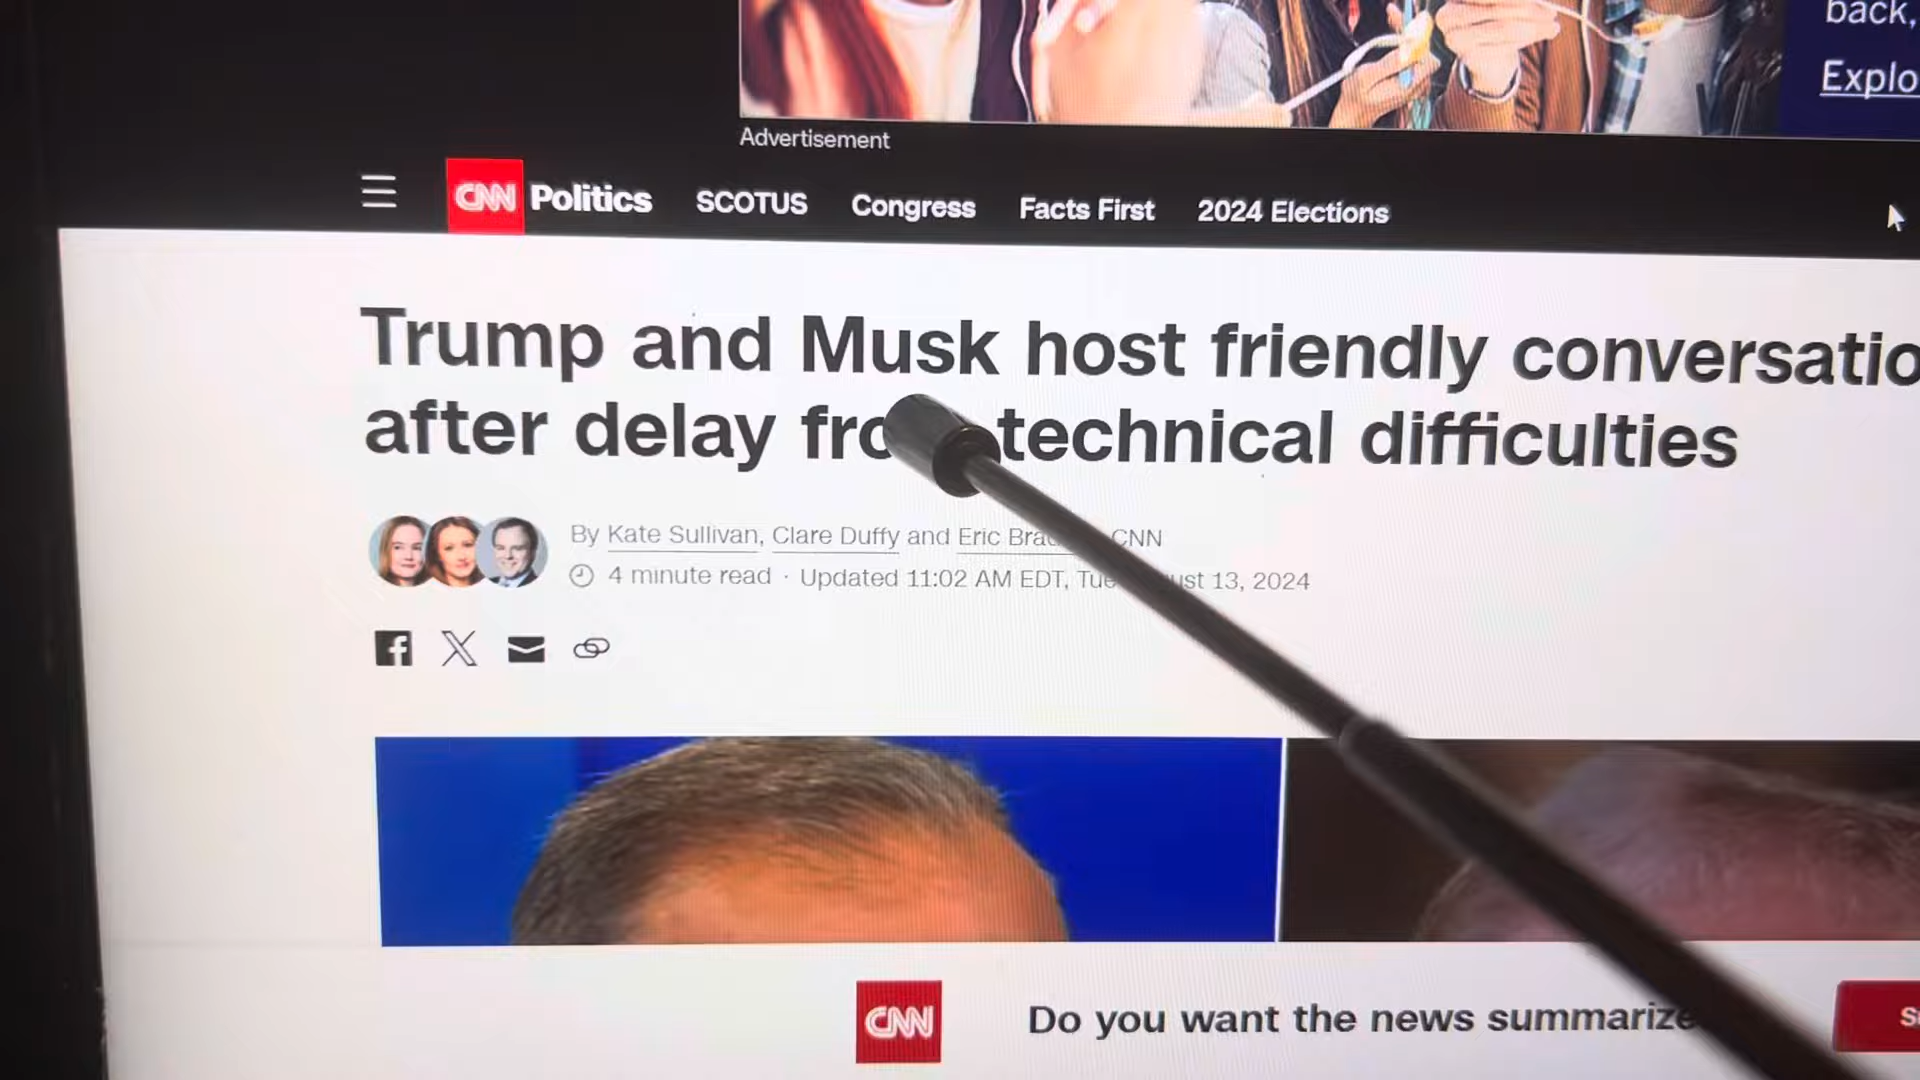 back,
Explo
Advertisement
CNN Politics SCOTUS Congress Facts First 2024 Elections
Trump and Musk host friendly conversatio
after delay fro technical difficulties
By Kate Sullivan, Clare Duffy and Eric Bra CNN
4 minute read · Updated 11:02 AM EDT, Tue ust 13, 2024
CNN
Do you want the news summarize